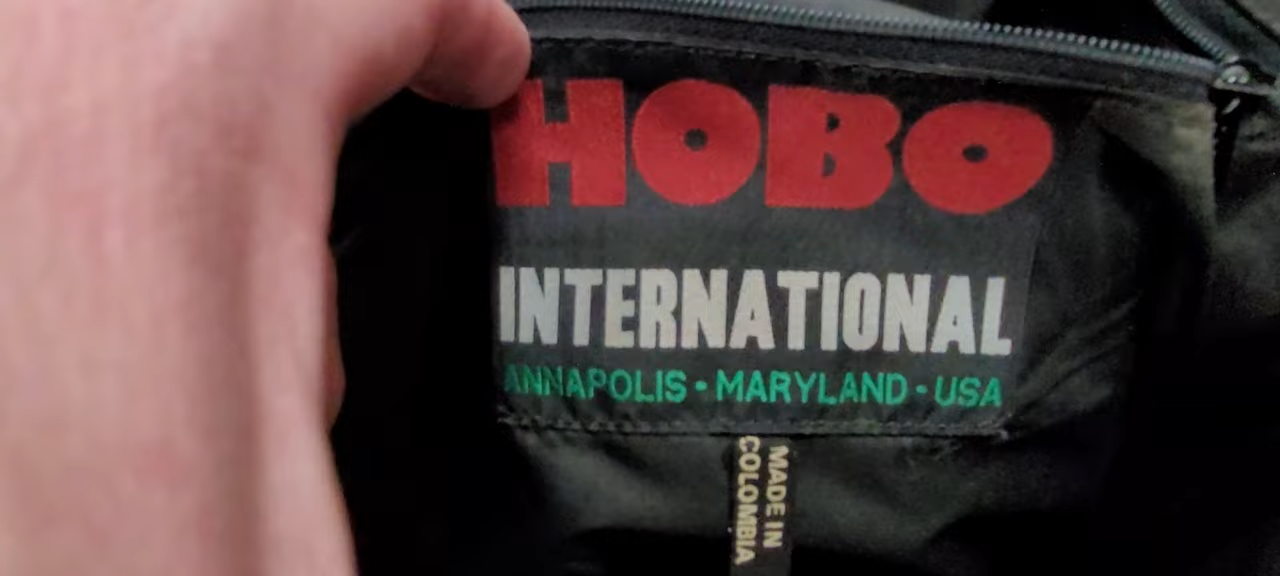 HOBO
INTERNATIONAL
ANNAPOLIS - MARYLAND - USA
MADE IN
COLOMBIA